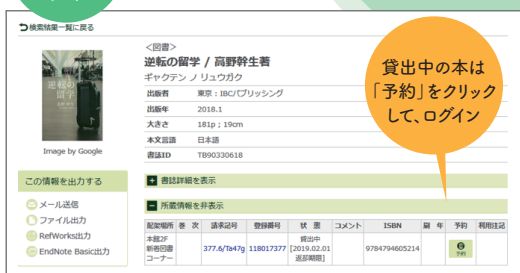 検索結果一覧に戻る
<図書>
逆転の留学 / 高野幹生著
ギャクテン ノ リュウガク
出版者 東京 : IBCパブリッシング
出版年 2018.1
大きさ 181p ; 19cm
本文言語 日本語
書誌ID TB90330618
逆転の
留学
Image by Google
貸出中の本は
「予約」をクリック
して、ログイン
この情報を出力する
メール送信
ファイル出力
RefWorks出力
EndNote Basic出力
書誌詳細を表示
所蔵情報を非表示
配架場所 巻 次 請求記号 登録番号 状 態 コメント ISBN 刷 年 予約 利用注記
本館2F
新着図書
コーナー
377.6/Ta47g 118017377
貸出中
[2019.02.01
返却期限]
9784794605214
予約